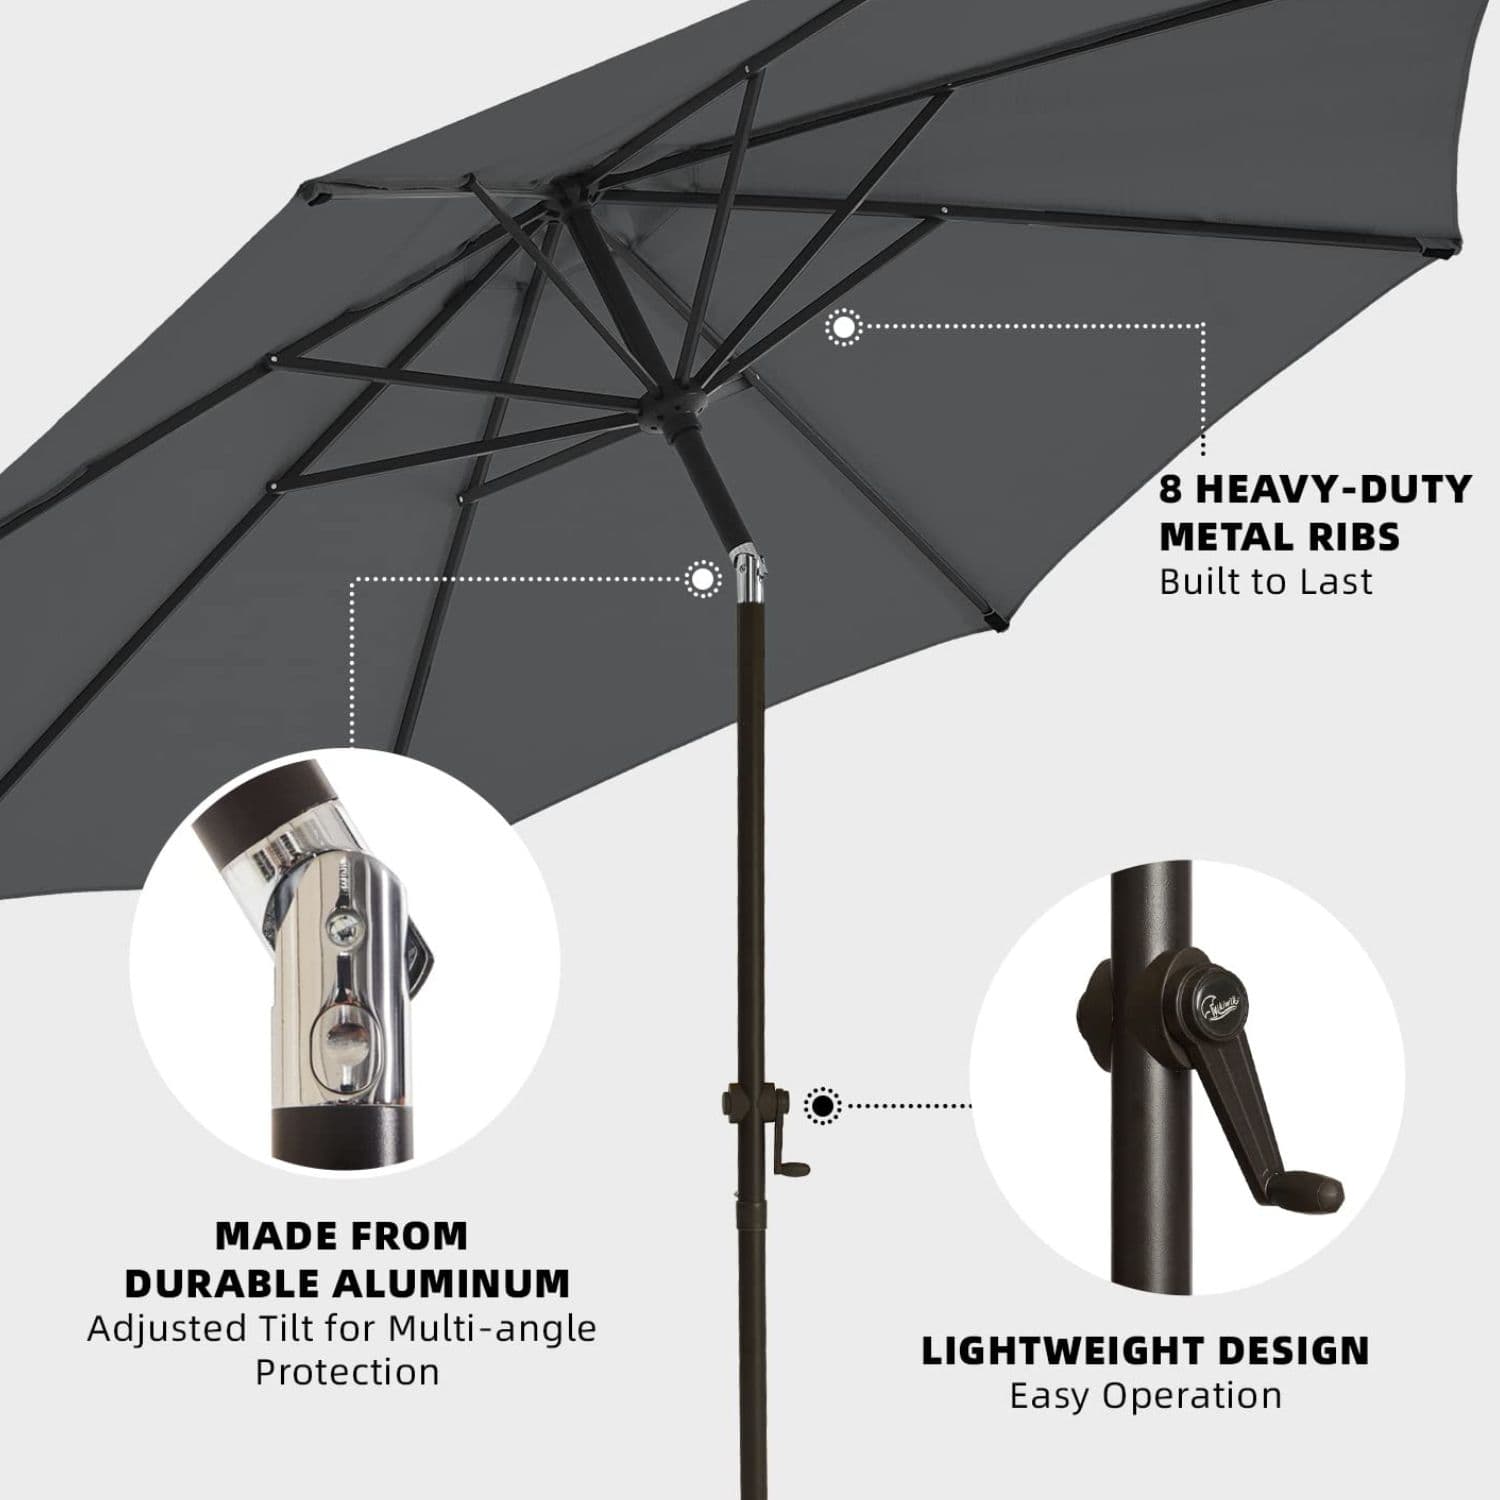 8 HEAVY-DUTY
METAL RIBS
Built to Last
MADE FROM
DURABLE ALUMINUM
Adjusted Tilt for Multi-angle
Protection
LIGHTWEIGHT DESIGN
Easy Operation